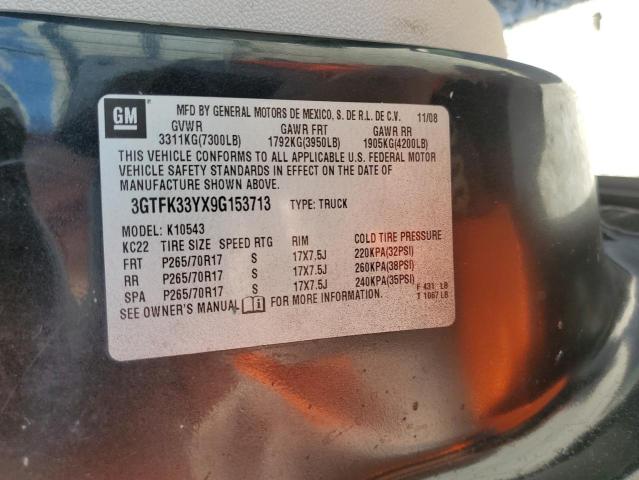 GM
MFD BY GENERAL MOTORS DE MEXICO, S. DE R.L. DE C.V. 11/08
GVWR GAWR FRT GAWR RR
3311KG(7300LB) 1792KG(3950LB) 1905KG(4200LB)
THIS VEHICLE CONFORMS TO ALL APPLICABLE U.S. FEDERAL MOTOR
VEHICLE SAFETY STANDARDS IN EFFECT ON THE DATE OF
MANUFACTURE SHOWN ABOVE.
3GTFK33YX9G153713 TYPE: TRUCK
MODEL: K10543
KC22 TIRE SIZE SPEED RTG RIM COLD TIRE PRESSURE
FRT P265/70R17 S 17X7.5J 220KPA(32PSI)
RR P265/70R17 S 17X7.5J 260KPA(38PSI)
SPA P265/70R17 S 17X7.5J 240KPA(35PSI)
SEE OWNER'S MANUAL FOR MORE INFORMATION.
F 431 LB
T 1067 LB